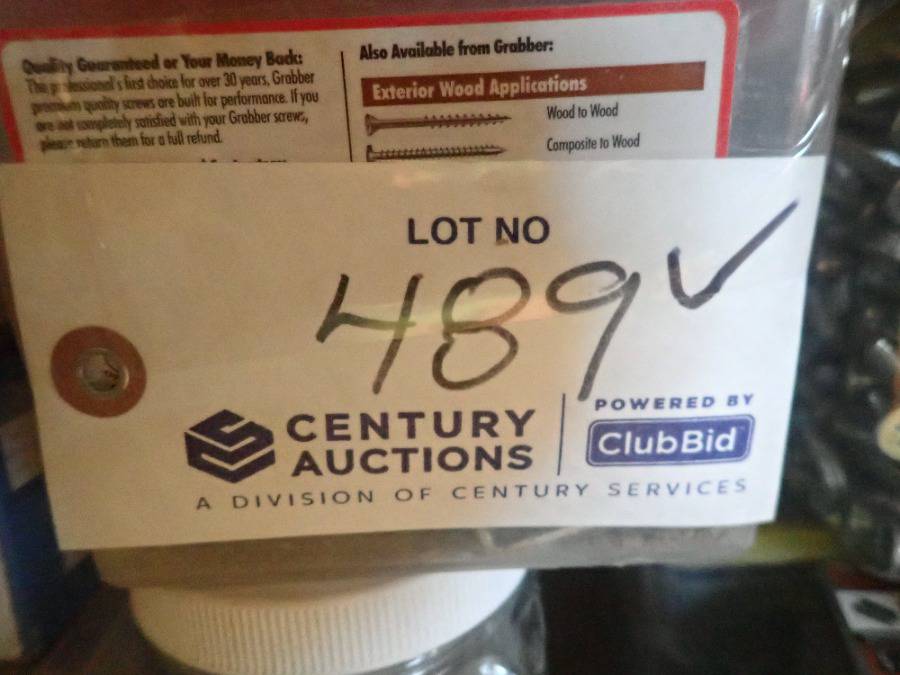 Quality Guaranteed or Your Money Back:
The professional's first choice for over 30 years, Grabber
premium quality screws are built for performance. If you
are not completely satisfied with your Grabber screws,
please return them for a full refund.
Also Available from Grabber:
Exterior Wood Applications
Wood to Wood
Composite to Wood
LOT NO
489
CENTURY
AUCTIONS
A DIVISION OF CENTURY SERVICES
POWERED BY
ClubBid